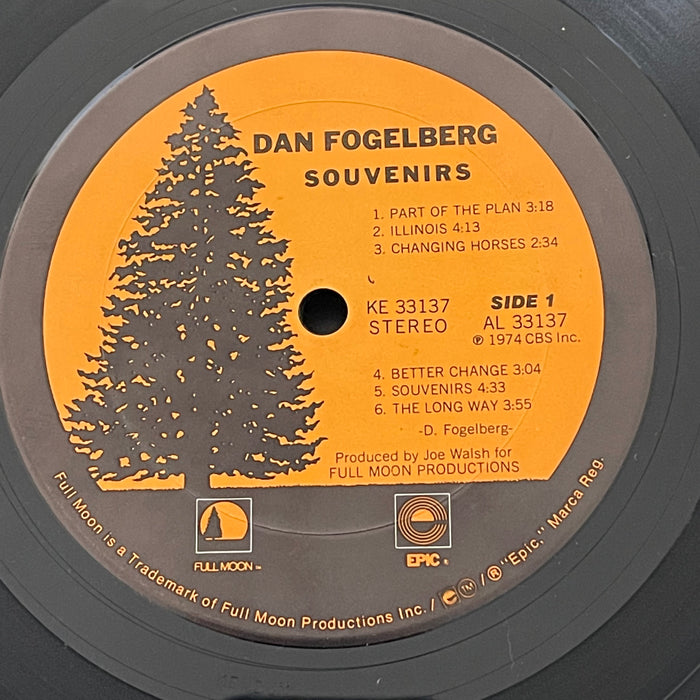 DAN FOGELBERG
SOUVENIRS
1. PART OF THE PLAN 3:18
2. ILLINOIS 4:13
3. CHANGING HORSES 2:34
KE 33137
STEREO
SIDE 1
AL 33137
℗ 1974 CBS Inc.
4. BETTER CHANGE 3:04
5. SOUVENIRS 4:33
6. THE LONG WAY 3:55
-D. Fogelberg-
Produced by Joe Walsh for
FULL MOON PRODUCTIONS
FULL MOON ™
EPIC ®
Full Moon is a Trademark of Full Moon Productions Inc. / e ™ / ® "Epic," Marca Reg.